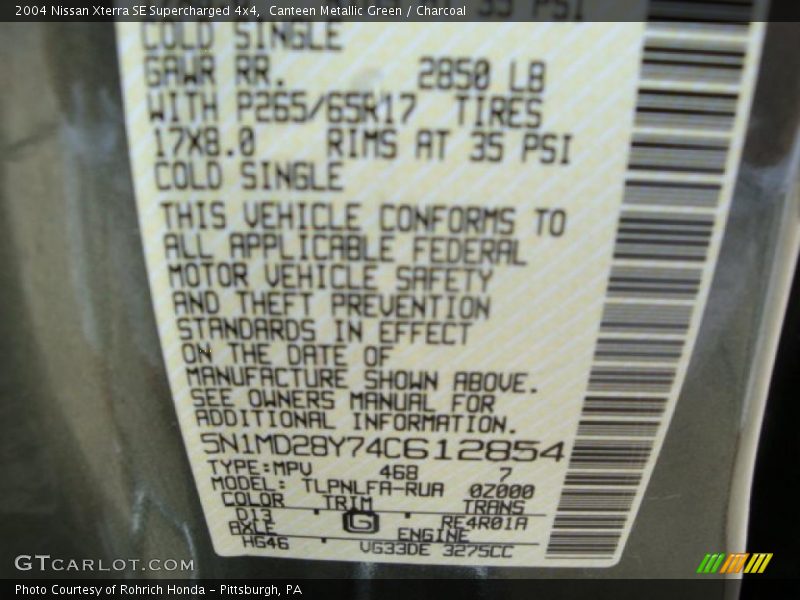 2004 Nissan Xterra SE Supercharged 4x4, Canteen Metallic Green / Charcoal
35 PSI
COLD SINGLE
GAWR RR. 2850 LB
WITH P265/65R17 TIRES
17X8.0 RIMS AT 35 PSI
COLD SINGLE
THIS VEHICLE CONFORMS TO
ALL APPLICABLE FEDERAL
MOTOR VEHICLE SAFETY
AND THEFT PREVENTION
STANDARDS IN EFFECT
ON THE DATE OF
MANUFACTURE SHOWN ABOVE.
SEE OWNERS MANUAL FOR
ADDITIONAL INFORMATION.
5N1MD28Y74C612854
TYPE:MPV 468 7
MODEL: TLPNLFA-RUA 0Z000
COLOR TRIM TRANS
D13 G RE4R01A
AXLE ENGINE
HG46 VG33DE 3275CC
GTCARLOT.COM
Photo Courtesy of Rohrich Honda - Pittsburgh, PA